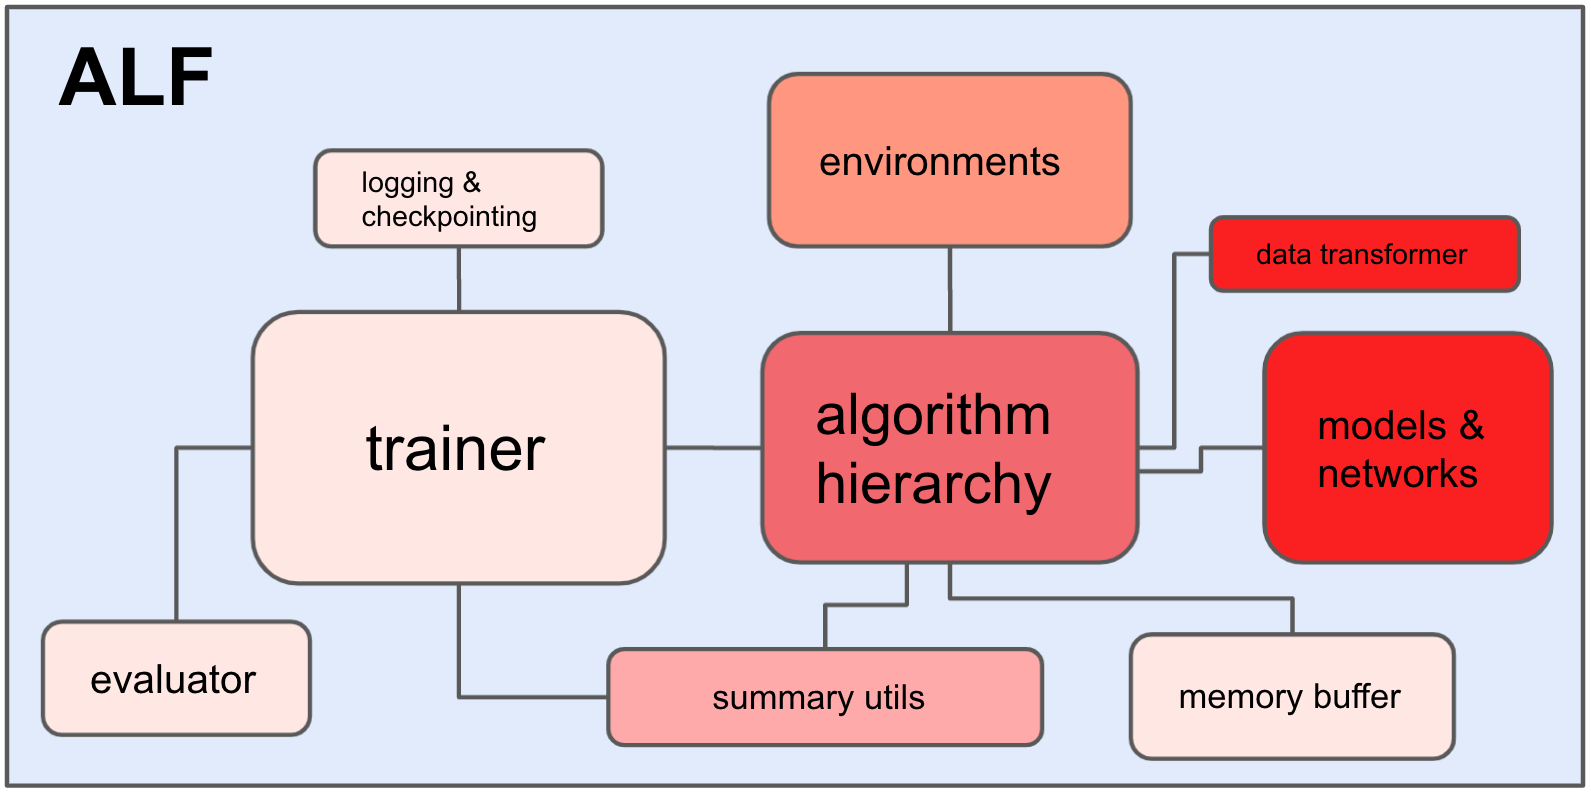 ALF
logging &
checkpointing
environments
data transformer
trainer
algorithm
hierarchy
models &
networks
evaluator
summary utils
memory buffer